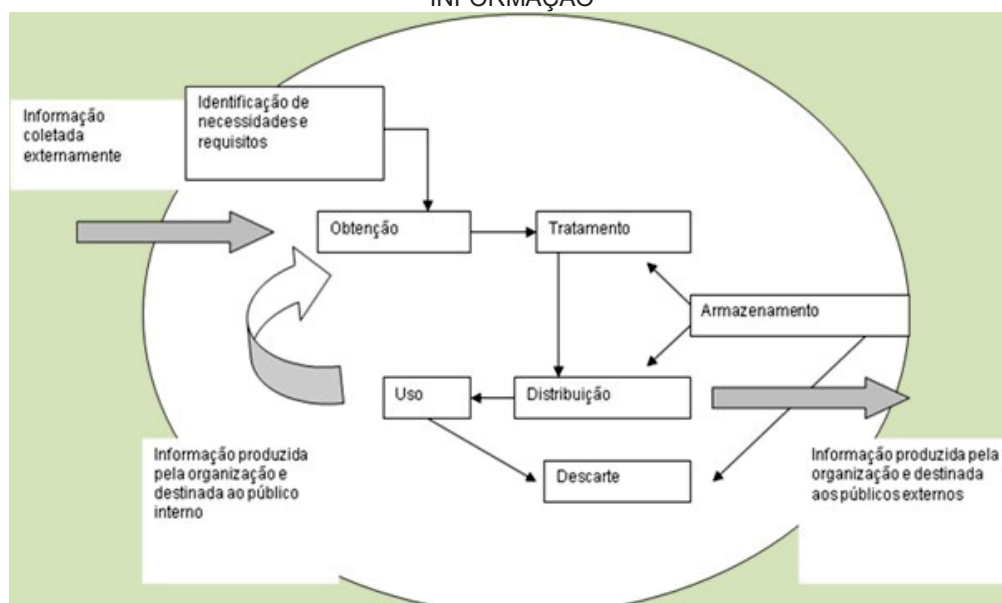 INFORMAÇÃO
Informação
coletada
externamente
Identificação de
necessidades e
requisitos
Obtenção
Tratamento
Armazenamento
Uso
Distribuição
Descarte
Informação produzida
pela organização e
destinada ao público
interno
Informação produzida pela
organização e destinada
aos públicos externos